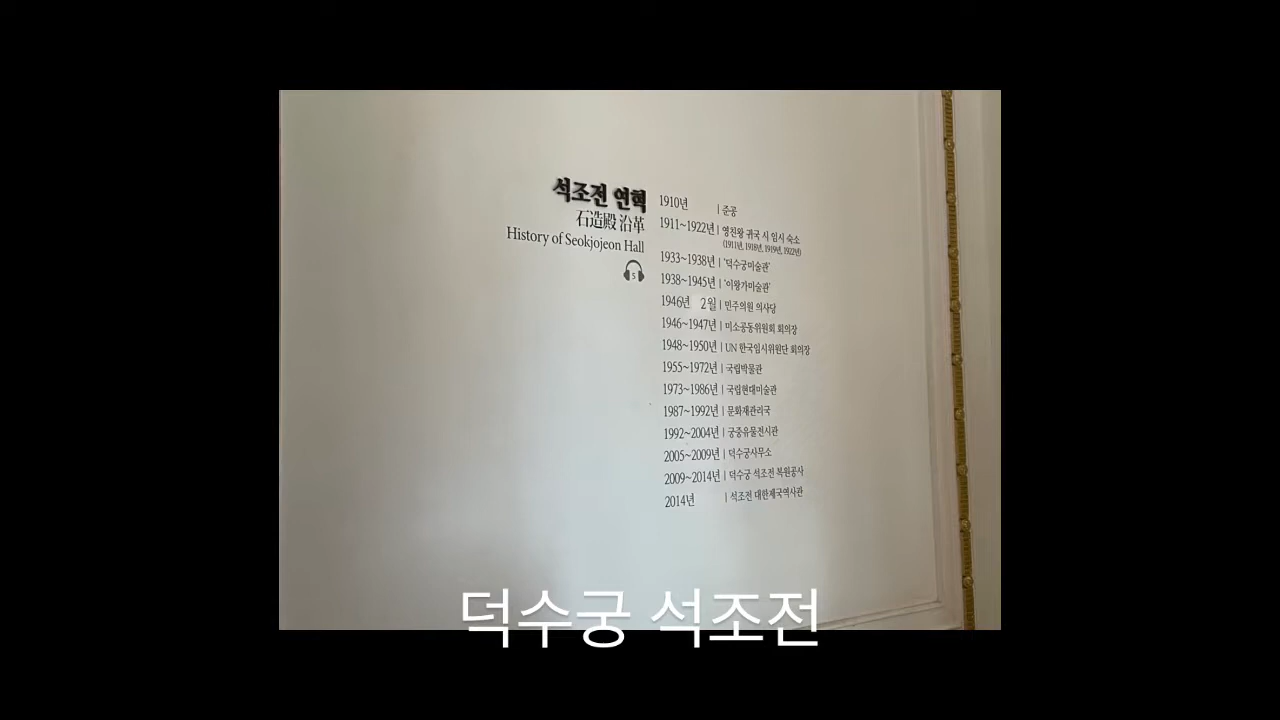 석조전 연혁
石造殿 沿革
History of Seokjojeon Hall
5
1910년 | 준공
1911~1922년 | 영친왕 귀국 시 임시 숙소
(1911년, 1918년, 1919년, 1922년)
1933~1938년 | '덕수궁미술관'
1938~1945년 | '이왕가미술관'
1946년 2월 | 민주의원 의사당
1946~1947년 | 미소공동위원회 회의장
1948~1950년 | UN 한국임시위원단 회의장
1955~1972년 | 국립박물관
1973~1986년 | 국립현대미술관
1987~1992년 | 문화재관리국
1992~2004년 | 궁중유물전시관
2005~2009년 | 덕수궁사무소
2009~2014년 | 덕수궁 석조전 복원공사
2014년 | 석조전 대한제국역사관
덕수궁 석조전